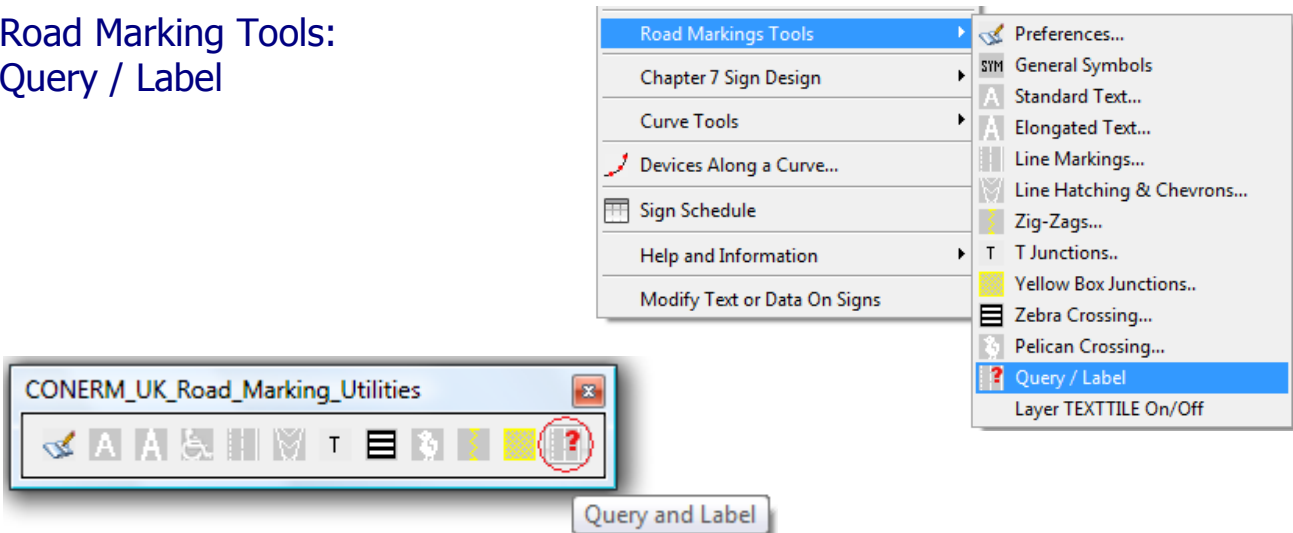 Road Marking Tools:
Query / Label
Road Markings Tools
Chapter 7 Sign Design
Curve Tools
Devices Along a Curve...
Sign Schedule
Help and Information
Modify Text or Data On Signs
Preferences...
SYM General Symbols
A Standard Text...
A Elongated Text...
Line Markings...
Line Hatching & Chevrons...
Zig-Zags...
T T Junctions..
Yellow Box Junctions..
Zebra Crossing...
Pelican Crossing...
? Query / Label
Layer TEXTTILE On/Off
CONERM_UK_Road_Marking_Utilities
A A T ?
Query and Label